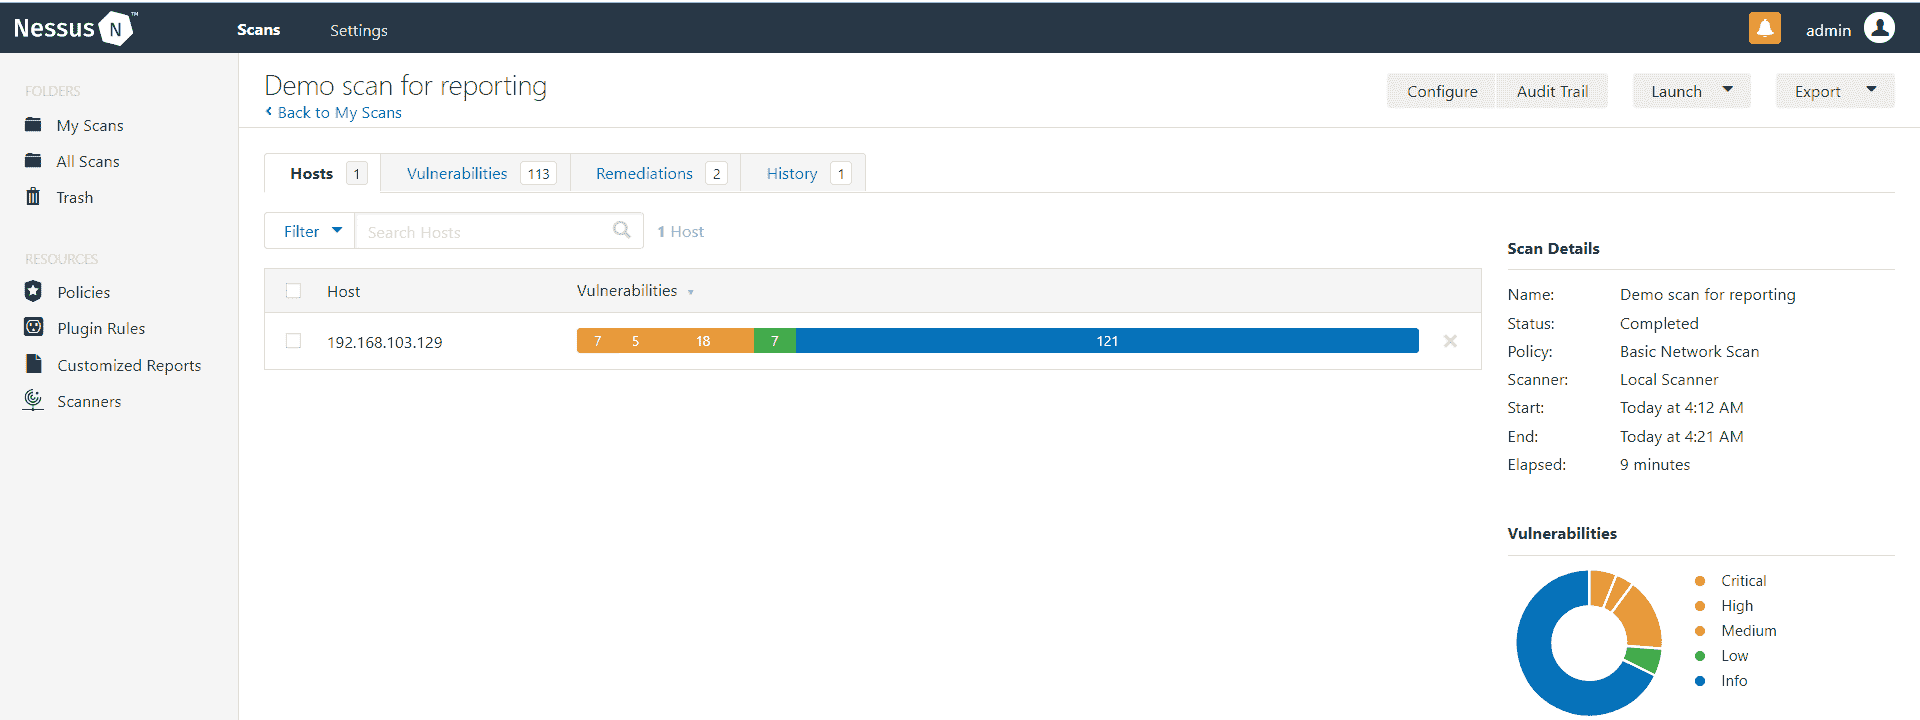 Nessus N ™
Scans
Settings
admin
FOLDERS
My Scans
All Scans
Trash
RESOURCES
Policies
Plugin Rules
Customized Reports
Scanners
Demo scan for reporting
Back to My Scans
Configure
Audit Trail
Launch
Export
Hosts 1
Vulnerabilities 113
Remediations 2
History 1
Filter
Search Hosts
1 Host
Host
Vulnerabilities
192.168.103.129
7 5 18 7 121
Scan Details
Name: Demo scan for reporting
Status: Completed
Policy: Basic Network Scan
Scanner: Local Scanner
Start: Today at 4:12 AM
End: Today at 4:21 AM
Elapsed: 9 minutes
Vulnerabilities
Critical
High
Medium
Low
Info